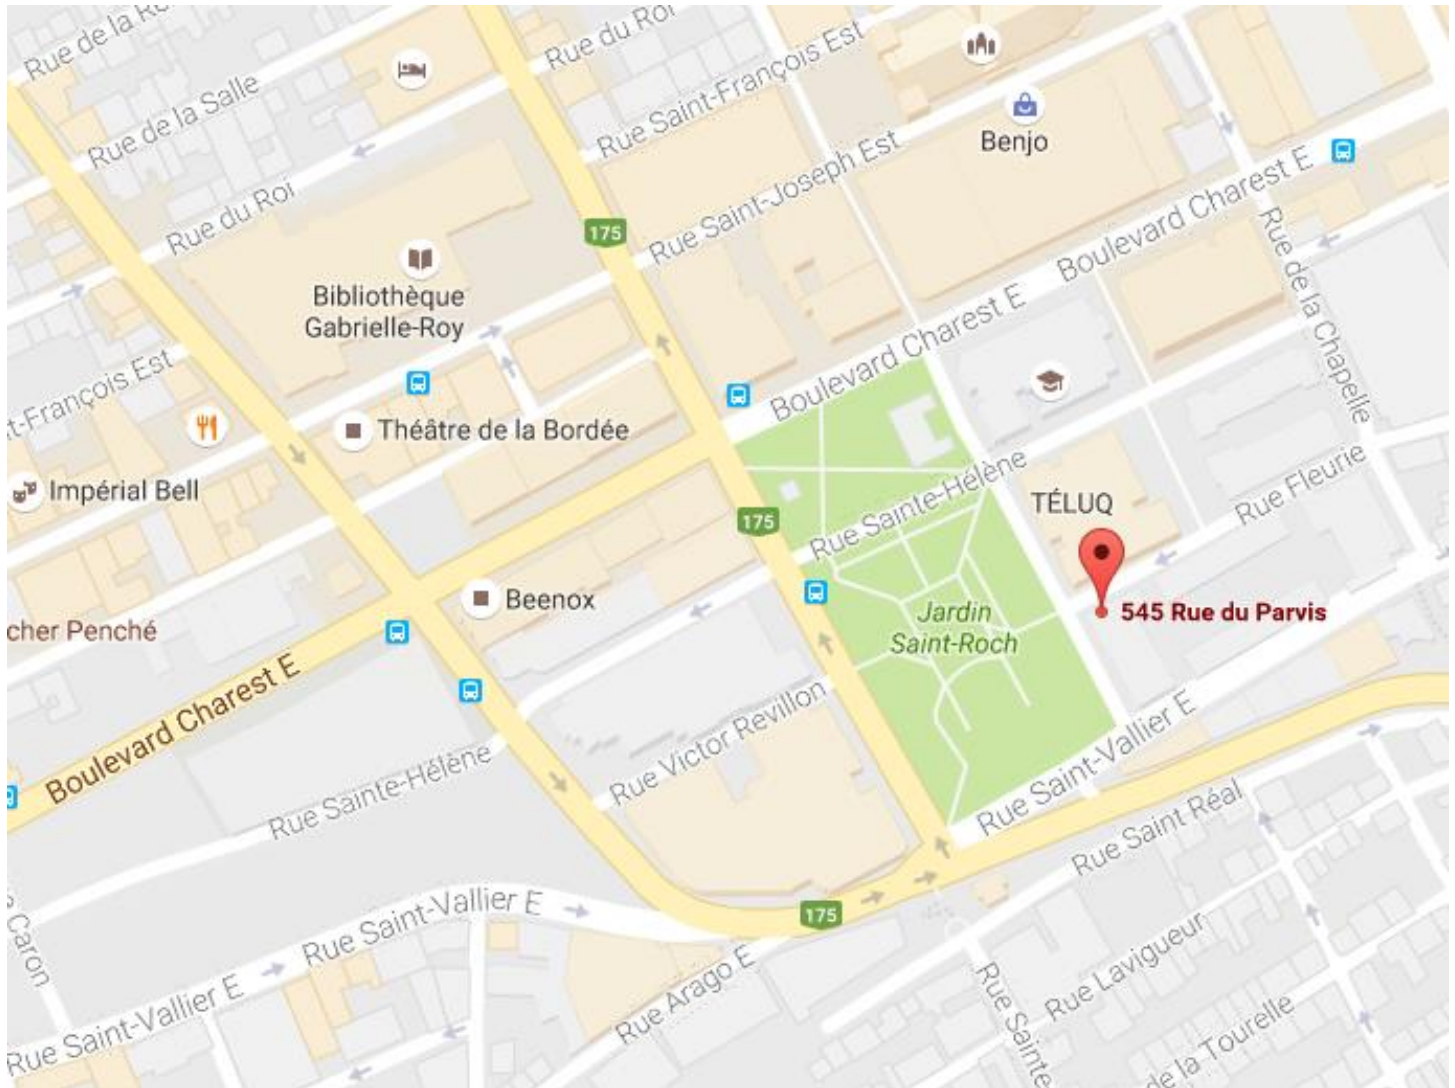 Rue de la R
Rue du Roi
Rue Saint-François Est
Rue de la Salle
Benjo
Rue Saint-Joseph Est
Boulevard Charest E
Rue du Roi
175
Bibliothèque
Gabrielle-Roy
Rue de la Chapelle
Boulevard Charest E
t-François Est
Théâtre de la Bordée
Impérial Bell
Rue Sainte-Hélène
TÉLUQ
Rue Fleurie
175
Beenox
Jardin
Saint-Roch
545 Rue du Parvis
cher Penché
Boulevard Charest E
Rue Victor Revillon
Rue Sainte-Hélène
Rue Saint-Vallier E
Rue Saint Réal
175
Rue Saint-Vallier E
Caron
Rue Arago E
Rue Lavigueur
Rue Sainte
Rue Saint-Vallier E
de la Tourelle